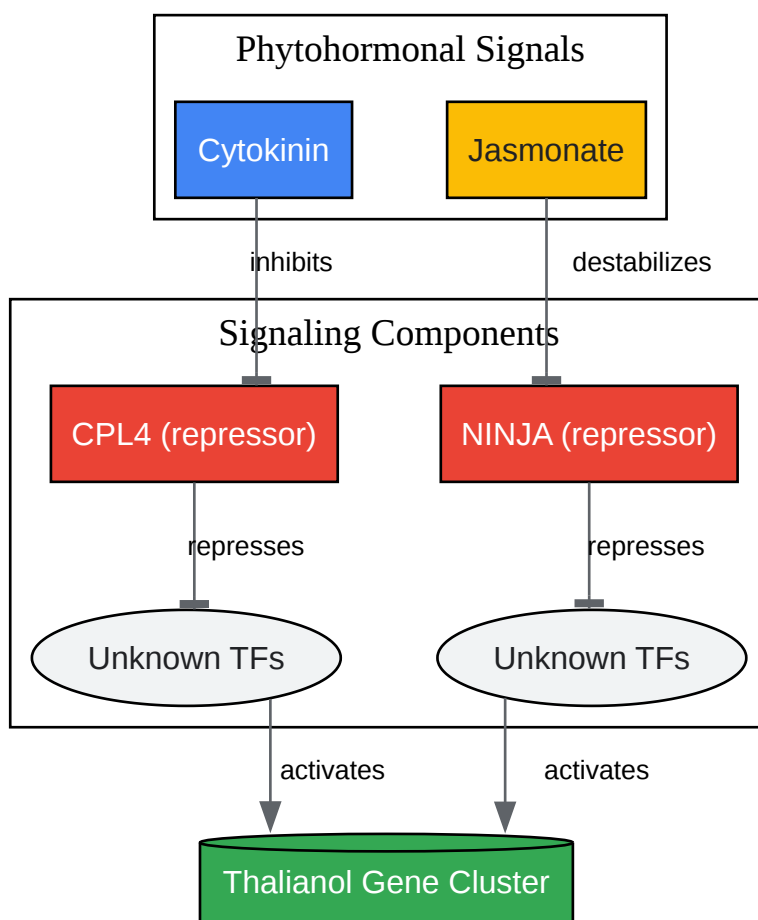 Phytohormonal Signals
Cytokinin
Jasmonate
inhibits
destabilizes
Signaling Components
CPL4 (repressor)
NINJA (repressor)
represses
represses
Unknown TFs
Unknown TFs
activates
activates
Thalianol Gene Cluster